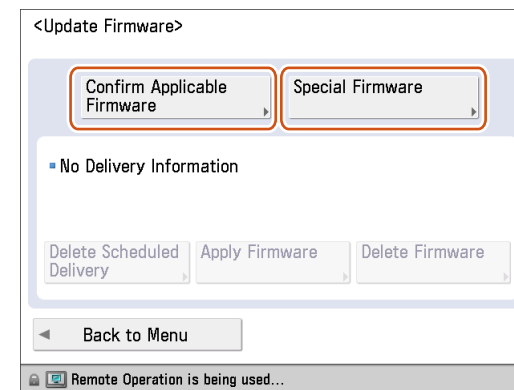 <Update Firmware>
Confirm Applicable
Firmware
Special Firmware
No Delivery Information
Delete Scheduled
Delivery
Apply Firmware
Delete Firmware
Back to Menu
Remote Operation is being used...